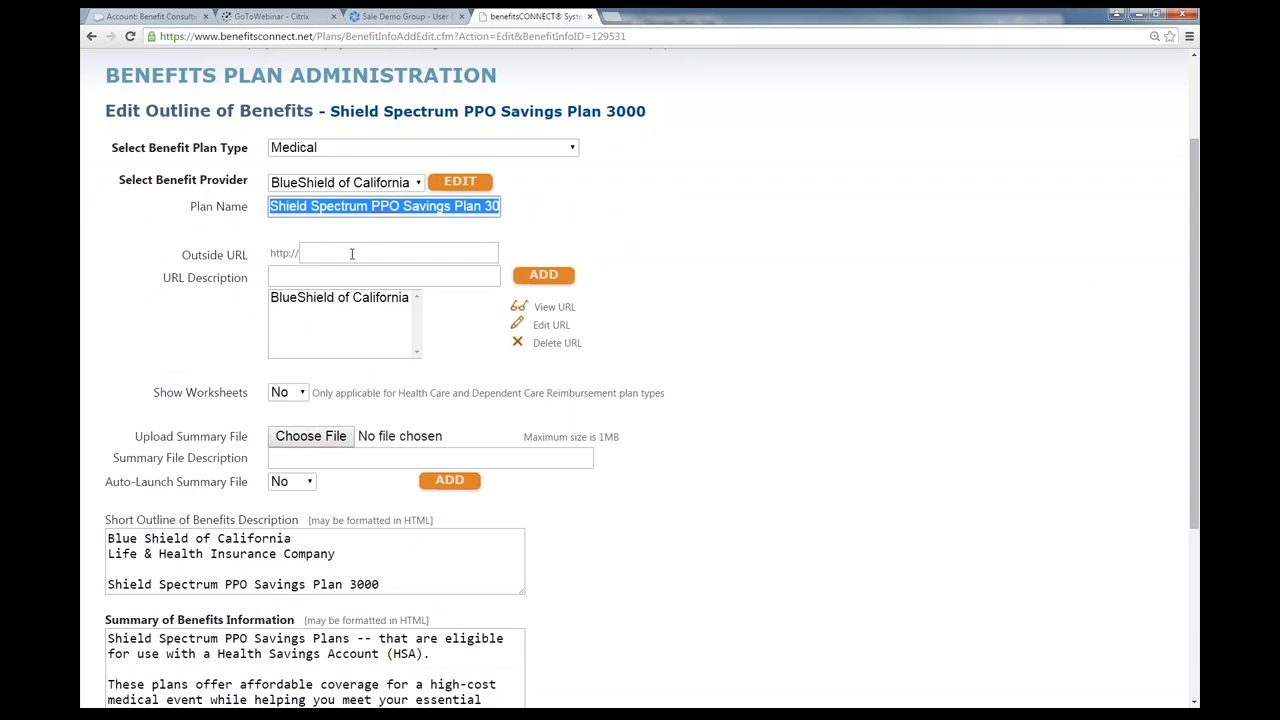 Account: Benefit Consulti
GoToWebinar - Citrix
Sale Demo Group - User D
benefitsCONNECT® Syste
https://www.benefitsconnect.net/Plans/BenefitInfoAddEdit.cfm?Action=Edit&BenefitInfoID=129531
BENEFITS PLAN ADMINISTRATION
Edit Outline of Benefits - Shield Spectrum PPO Savings Plan 3000
Select Benefit Plan Type Medical
Select Benefit Provider BlueShield of California EDIT
Plan Name Shield Spectrum PPO Savings Plan 30
Outside URL http://
URL Description ADD
BlueShield of California
View URL
Edit URL
Delete URL
Show Worksheets No Only applicable for Health Care and Dependent Care Reimbursement plan types
Upload Summary File Choose File No file chosen Maximum size is 1MB
Summary File Description
Auto-Launch Summary File No ADD
Short Outline of Benefits Description [may be formatted in HTML]
Blue Shield of California
Life & Health Insurance Company
Shield Spectrum PPO Savings Plan 3000
Summary of Benefits Information [may be formatted in HTML]
Shield Spectrum PPO Savings Plans -- that are eligible
for use with a Health Savings Account (HSA).
These plans offer affordable coverage for a high-cost
medical event while helping you meet your essential